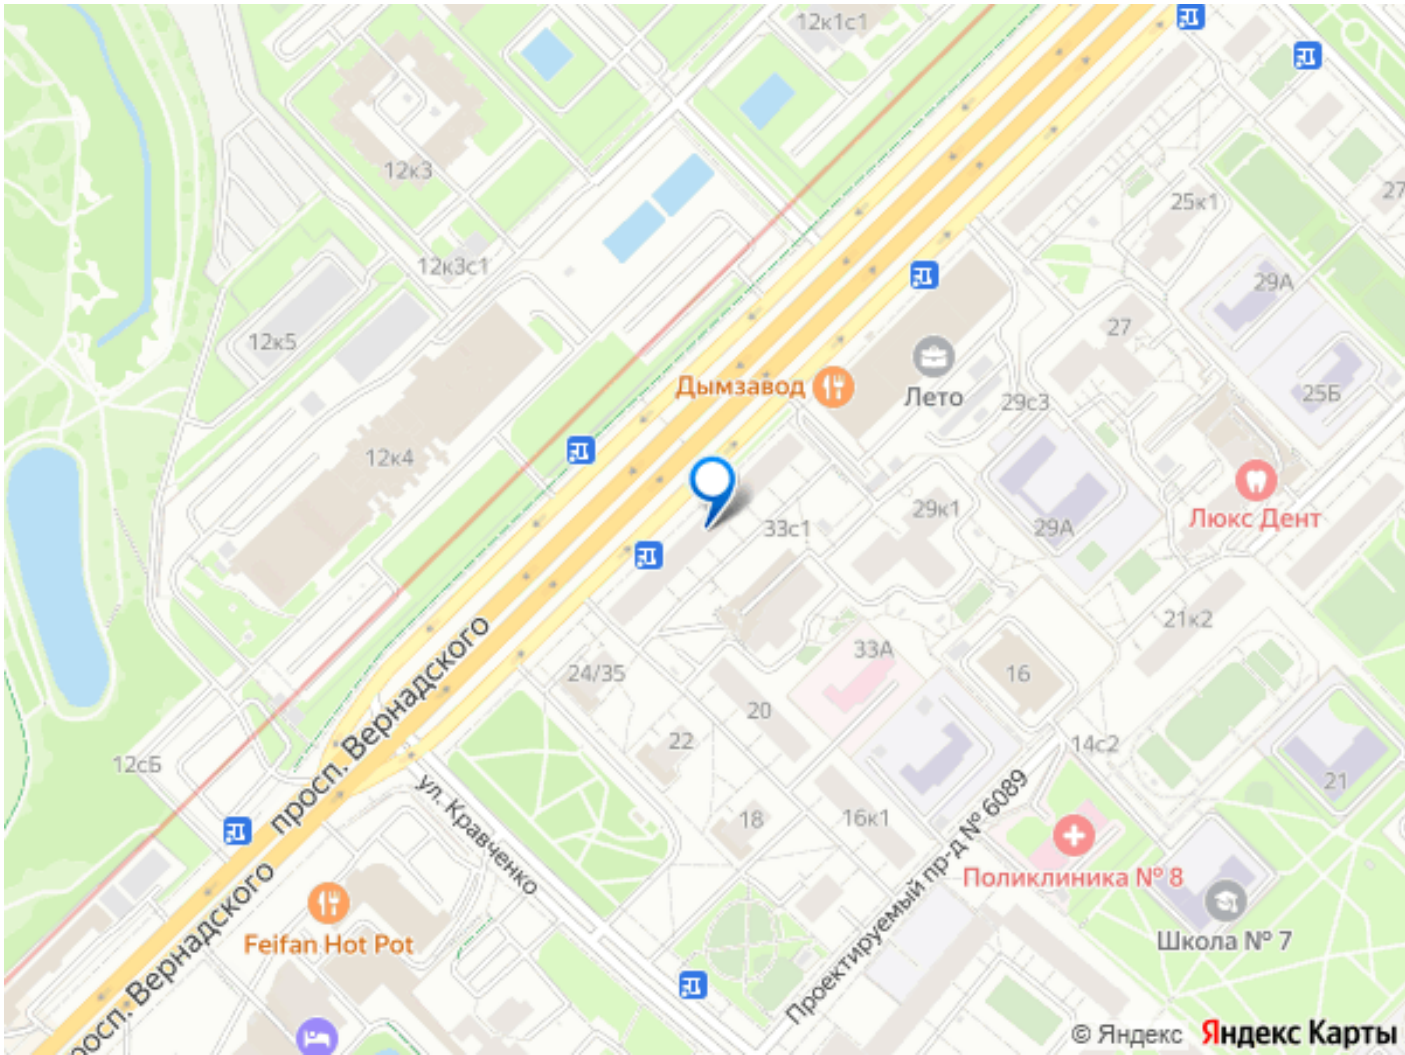 12к1с1
12к3
25к1
27
12к3с1
29А
27
12к5
Дымзавод
Лето
29с3
25Б
12к4
29к1
33с1
29А
Люкс Дент
21к2
33А
24/35
16
20
22
14с2
12сБ
21
просп. Вернадского
ул. Кравченко
18
16к1
Проектируемый пр-д № 6089
Поликлиника № 8
просп. Вернадского
Feifan Hot Pot
Школа № 7
© Яндекс Яндекс Карты